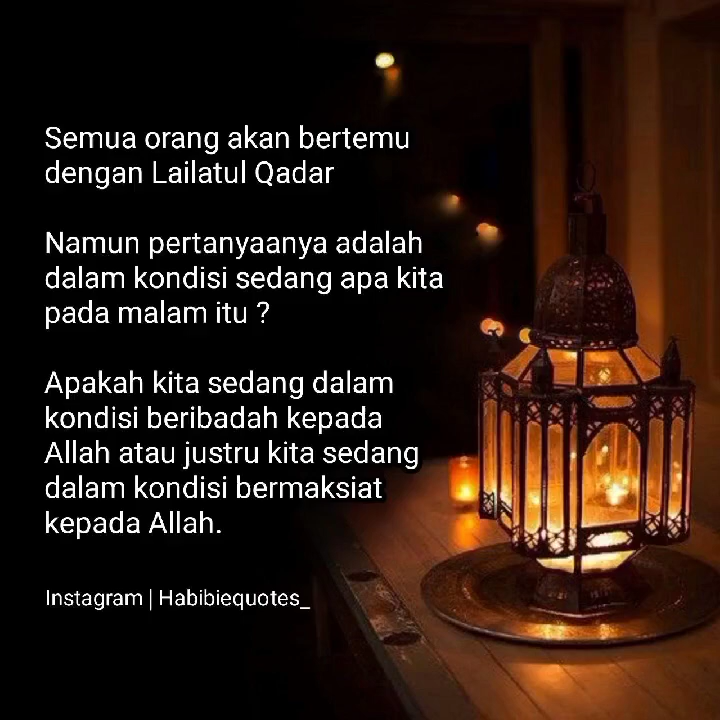 Semua orang akan bertemu
dengan Lailatul Qadar
Namun pertanyaanya adalah
dalam kondisi sedang apa kita
pada malam itu ?
Apakah kita sedang dalam
kondisi beribadah kepada
Allah atau justru kita sedang
dalam kondisi bermaksiat
kepada Allah.
Instagram | Habibiequotes_